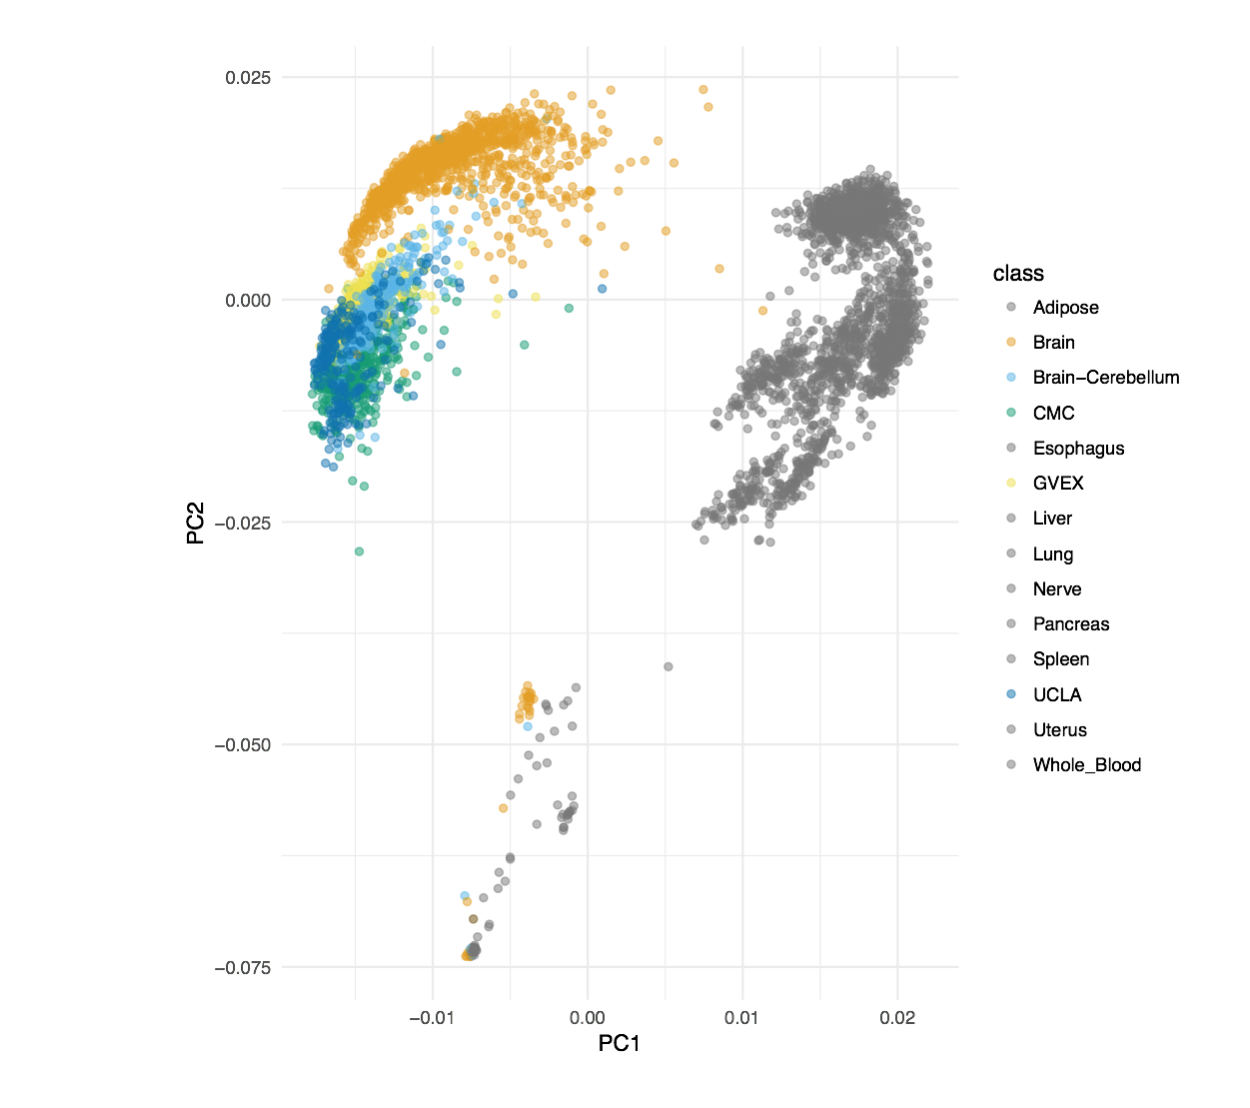 0.025
0.000
−0.025
−0.050
−0.075
PC2
−0.01
0.00
0.01
0.02
PC1
class
Adipose
Brain
Brain−Cerebellum
CMC
Esophagus
GVEX
Liver
Lung
Nerve
Pancreas
Spleen
UCLA
Uterus
Whole_Blood